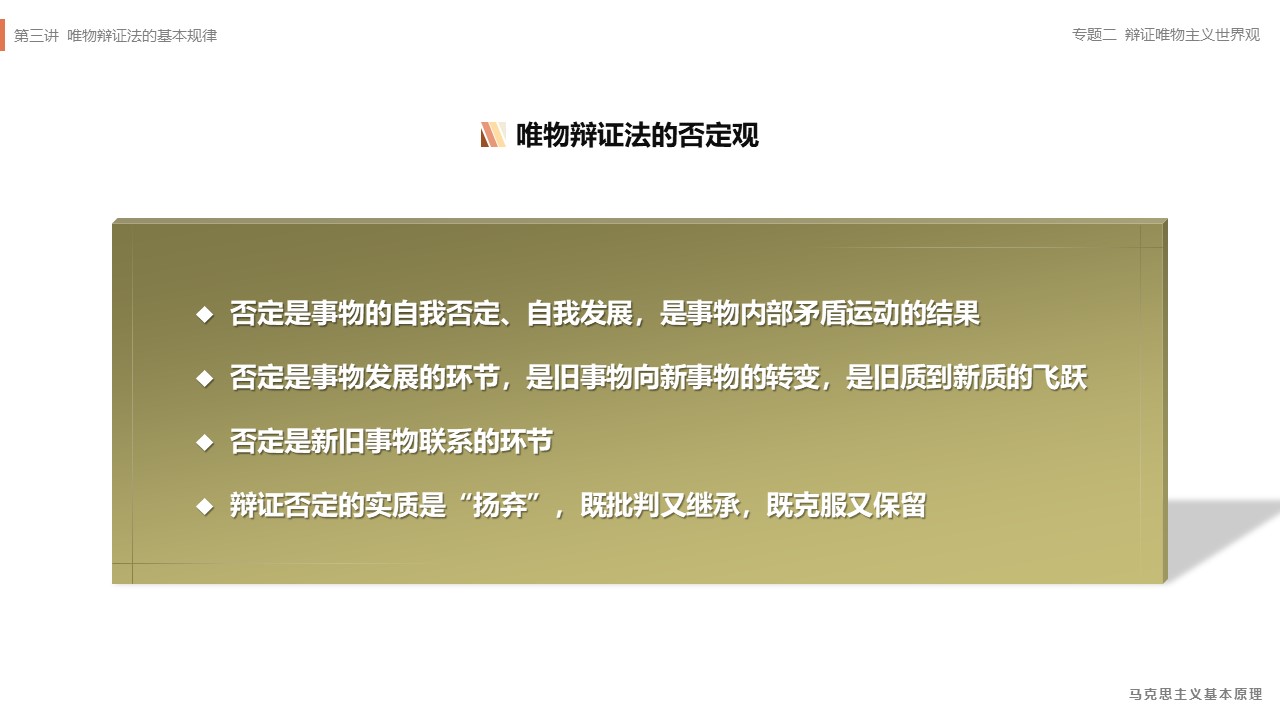 第三讲 唯物辩证法的基本规律
专题二 辩证唯物主义世界观
唯物辩证法的否定观
◆ 否定是事物的自我否定、自我发展，是事物内部矛盾运动的结果
◆ 否定是事物发展的环节，是旧事物向新事物的转变，是旧质到新质的飞跃
◆ 否定是新旧事物联系的环节
◆ 辩证否定的实质是“扬弃”，既批判又继承，既克服又保留
马克思主义基本原理